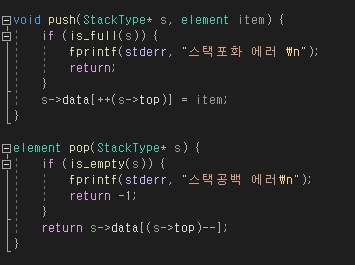 void push(StackType* s, element item) {
    if (is_full(s)) {
        fprintf(stderr, "스택포화 에러 ₩n");
        return;
    }
    s->data[++(s->top)] = item;
}

element pop(StackType* s) {
    if (is_empty(s)) {
        fprintf(stderr, "스택공백 에러₩n");
        return -1;
    }
    return s->data[(s->top)--];
}